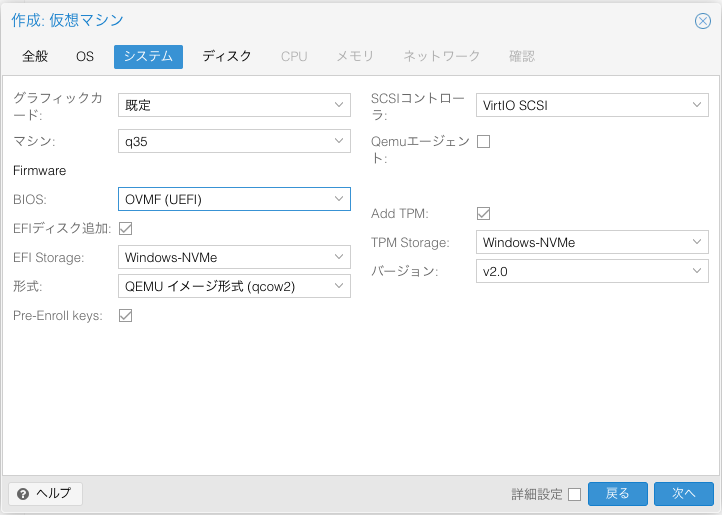 作成: 仮想マシン
全般 OS システム ディスク CPU メモリ ネットワーク 確認
グラフィックカ
ード:
既定
マシン:
q35
Firmware
BIOS:
OVMF (UEFI)
EFIディスク追加:
EFI Storage:
Windows-NVMe
形式:
QEMU イメージ形式 (qcow2)
Pre-Enroll keys:
SCSIコントロー
ラ:
VirtIO SCSI
Qemuエージェン
ト:
Add TPM:
TPM Storage:
Windows-NVMe
バージョン:
v2.0
ヘルプ
詳細設定
戻る
次へ